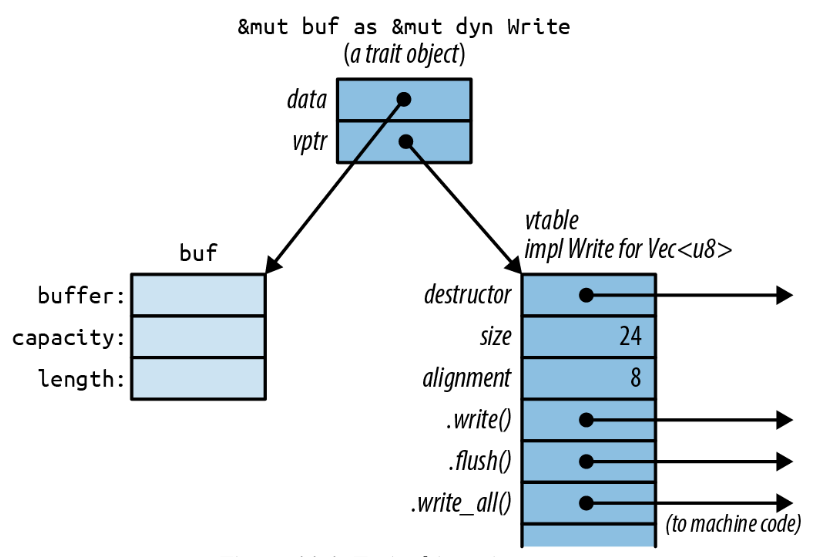 &mut buf as &mut dyn Write
(a trait object)
data
vptr
vtable
impl Write for Vec<u8>
buf
buffer:
capacity:
length:
destructor
size 24
alignment 8
.write()
.flush()
.write_all()
(to machine code)